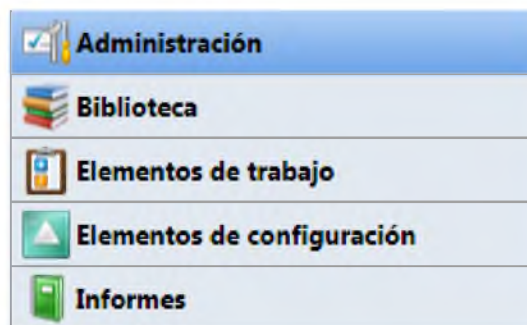 Administración
Biblioteca
Elementos de trabajo
Elementos de configuración
Informes